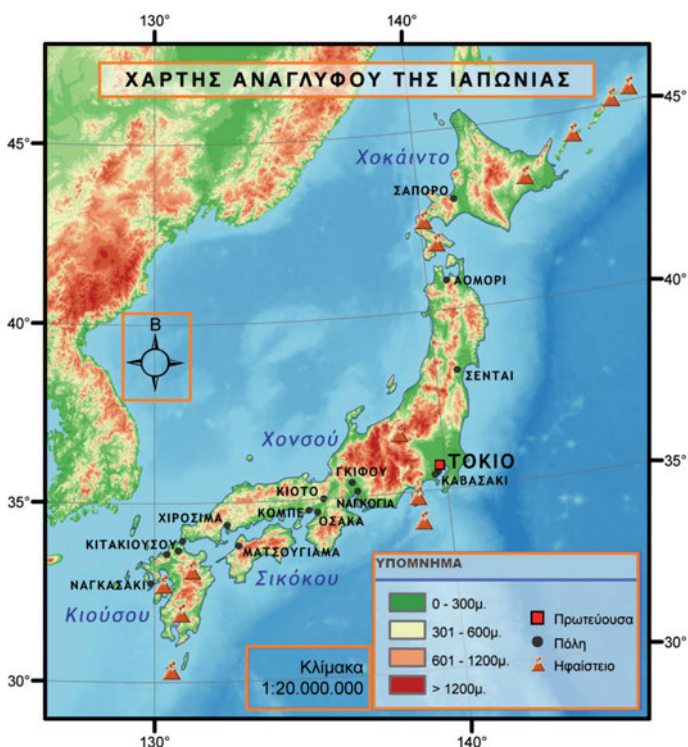 130°
140°
ΧΑΡΤΗΣ ΑΝΑΓΛΥΦΟΥ ΤΗΣ ΙΑΠΩΝΙΑΣ
45°
45°
Χοκάιντο
ΣΑΠΟΡΟ
ΑΟΜΟΡΙ
40°
40°
Β
ΣΕΝΤΑΙ
Χονσού
ΤΟΚΙΟ
ΚΑΒΑΣΑΚΙ
35°
35°
ΓΚΙΦΟΥ
ΚΙΟΤΟ
ΝΑΓΚΟΓΙΑ
ΚΟΜΠΕ
ΟΣΑΚΑ
ΧΙΡΟΣΙΜΑ
ΚΙΤΑΚΙΟΥΣΟΥ
ΜΑΤΣΟΥΓΙΑΜΑ
Σικόκου
ΝΑΓΚΑΣΑΚΙ
Κιούσου
ΥΠΟΜΝΗΜΑ
0 - 300μ.
301 - 600μ.
601 - 1200μ.
> 1200μ.
Πρωτεύουσα
Πόλη
Ηφαίστειο
Κλίμακα
1:20.000.000
30°
30°
130°
140°